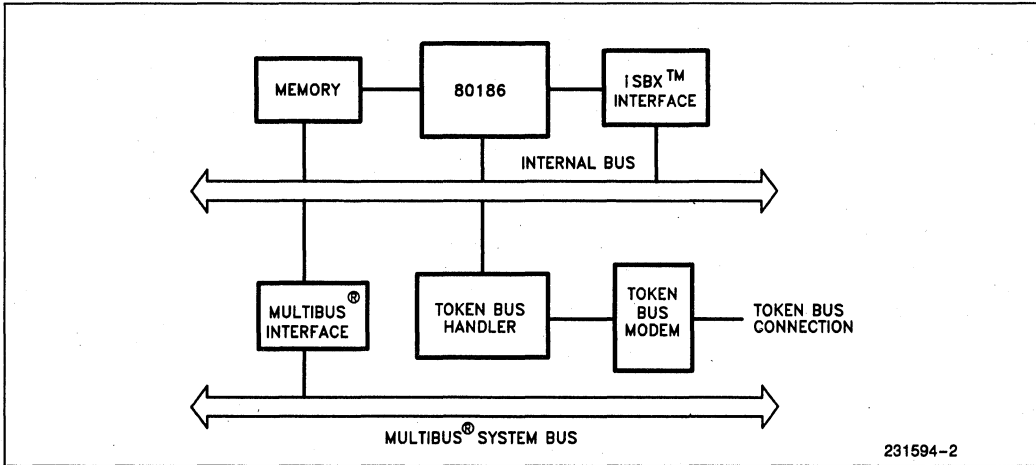 MEMORY
80186
iSBX™
INTERFACE
INTERNAL BUS
MULTIBUS®
INTERFACE
TOKEN BUS
HANDLER
TOKEN
BUS
MODEM
TOKEN BUS
CONNECTION
MULTIBUS® SYSTEM BUS
231594-2